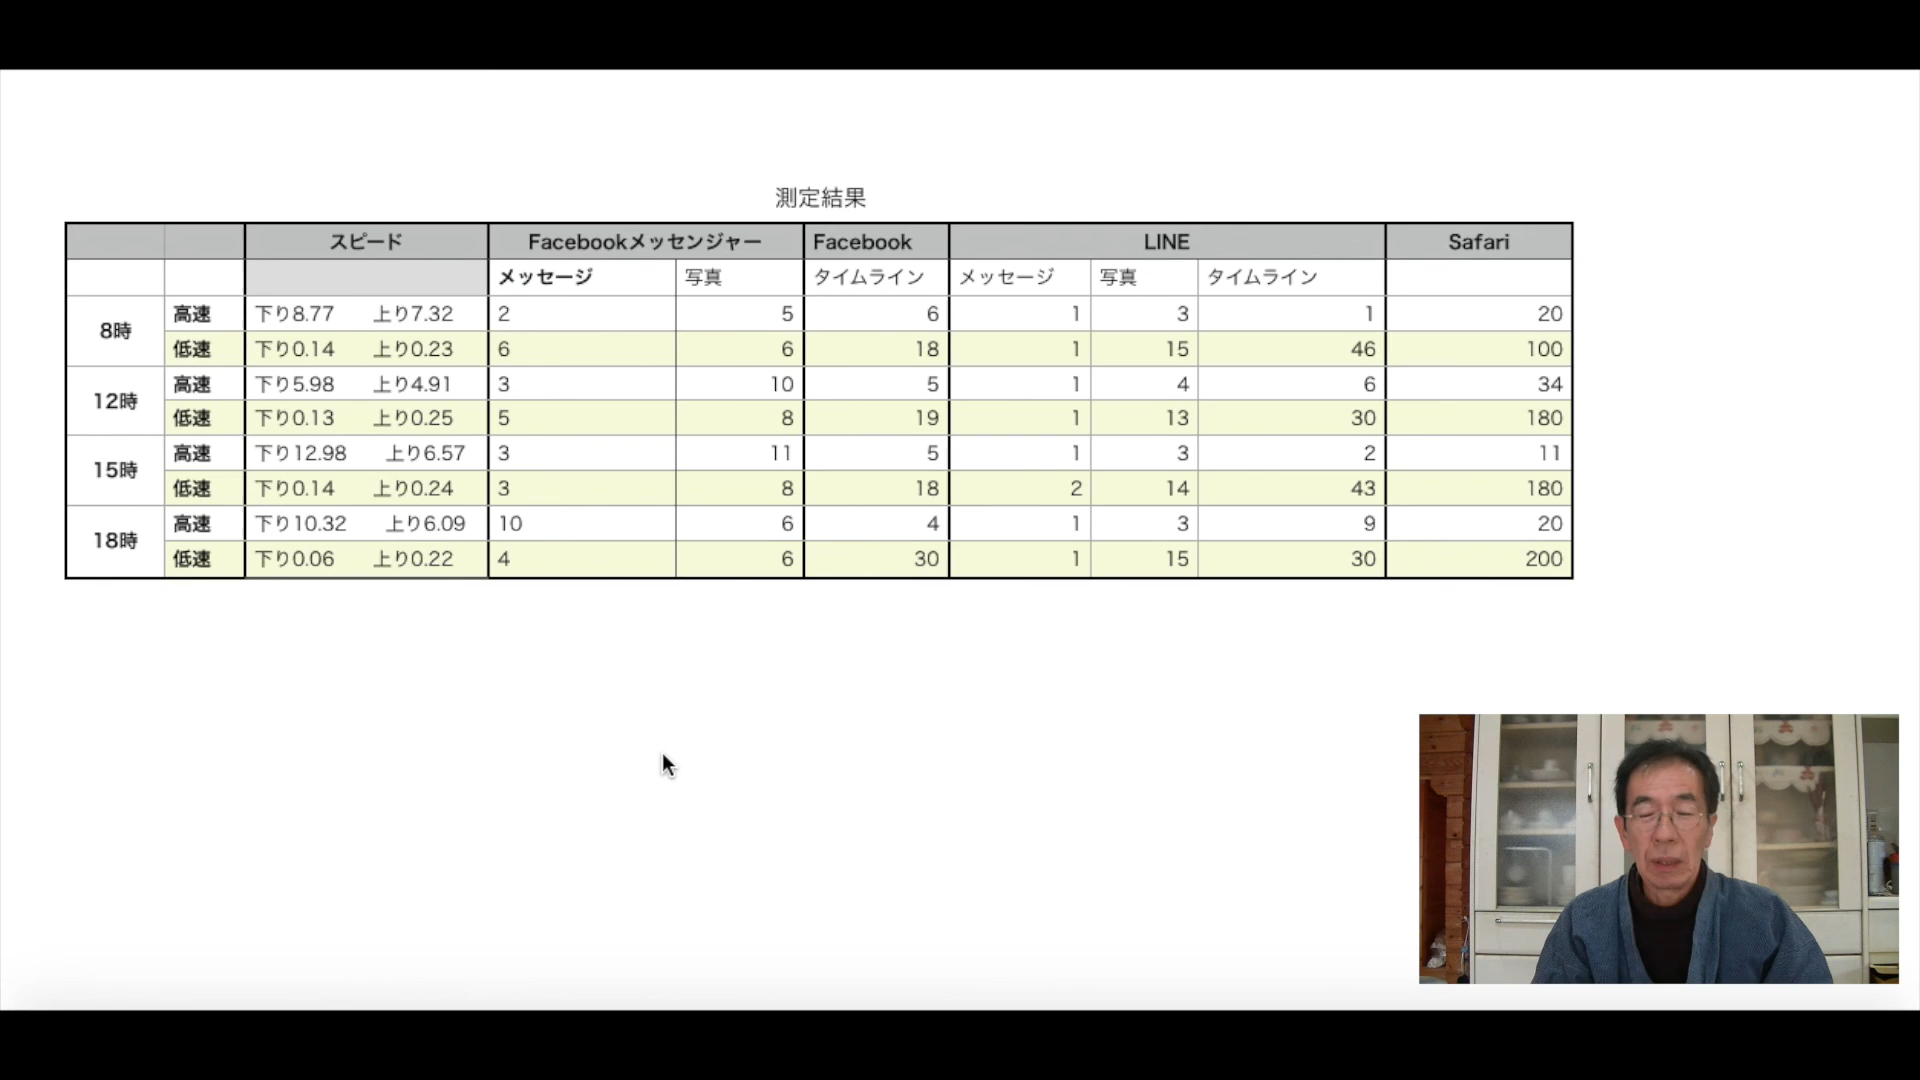 測定結果
スピード Facebookメッセンジャー Facebook LINE Safari
メッセージ 写真 タイムライン メッセージ 写真 タイムライン
8時 高速 下り8.77 上り7.32 2 5 6 1 3 1 20
低速 下り0.14 上り0.23 6 6 18 1 15 46 100
12時 高速 下り5.98 上り4.91 3 10 5 1 4 6 34
低速 下り0.13 上り0.25 5 8 19 1 13 30 180
15時 高速 下り12.98 上り6.57 3 11 5 1 3 2 11
低速 下り0.14 上り0.24 3 8 18 2 14 43 180
18時 高速 下り10.32 上り6.09 10 6 4 1 3 9 20
低速 下り0.06 上り0.22 4 6 30 1 15 30 200